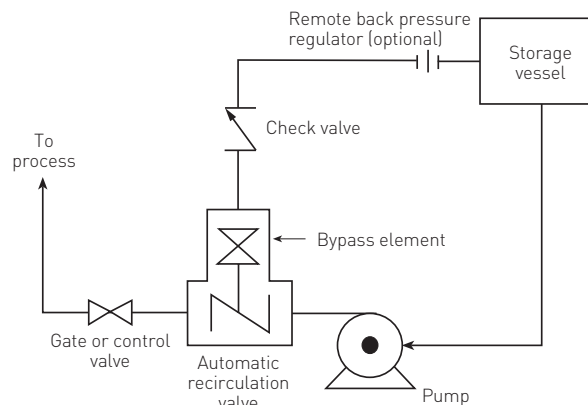 Remote back pressure
regulator (optional)
Storage
vessel
Check valve
To
process
Bypass element
Gate or control
valve
Automatic
recirculation
valve
Pump